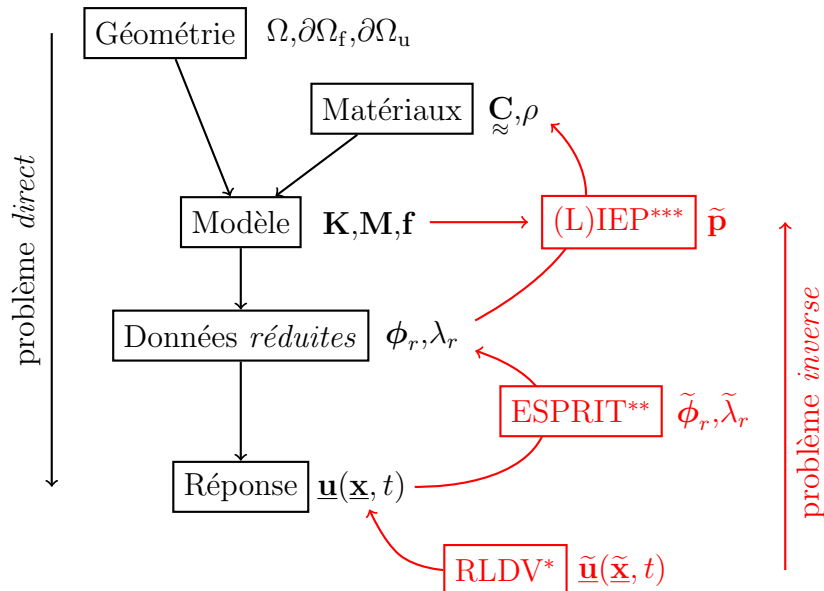 Géométrie Ω,∂Ω_f,∂Ω_u
Matériaux C,ρ
Modèle K,M,f
(L)IEP*** p̃
Données réduites ϕ_r,λ_r
ESPRIT** ϕ̃_r,λ̃_r
Réponse u(x, t)
RLDV* ũ(x̃, t)
problème direct
problème inverse